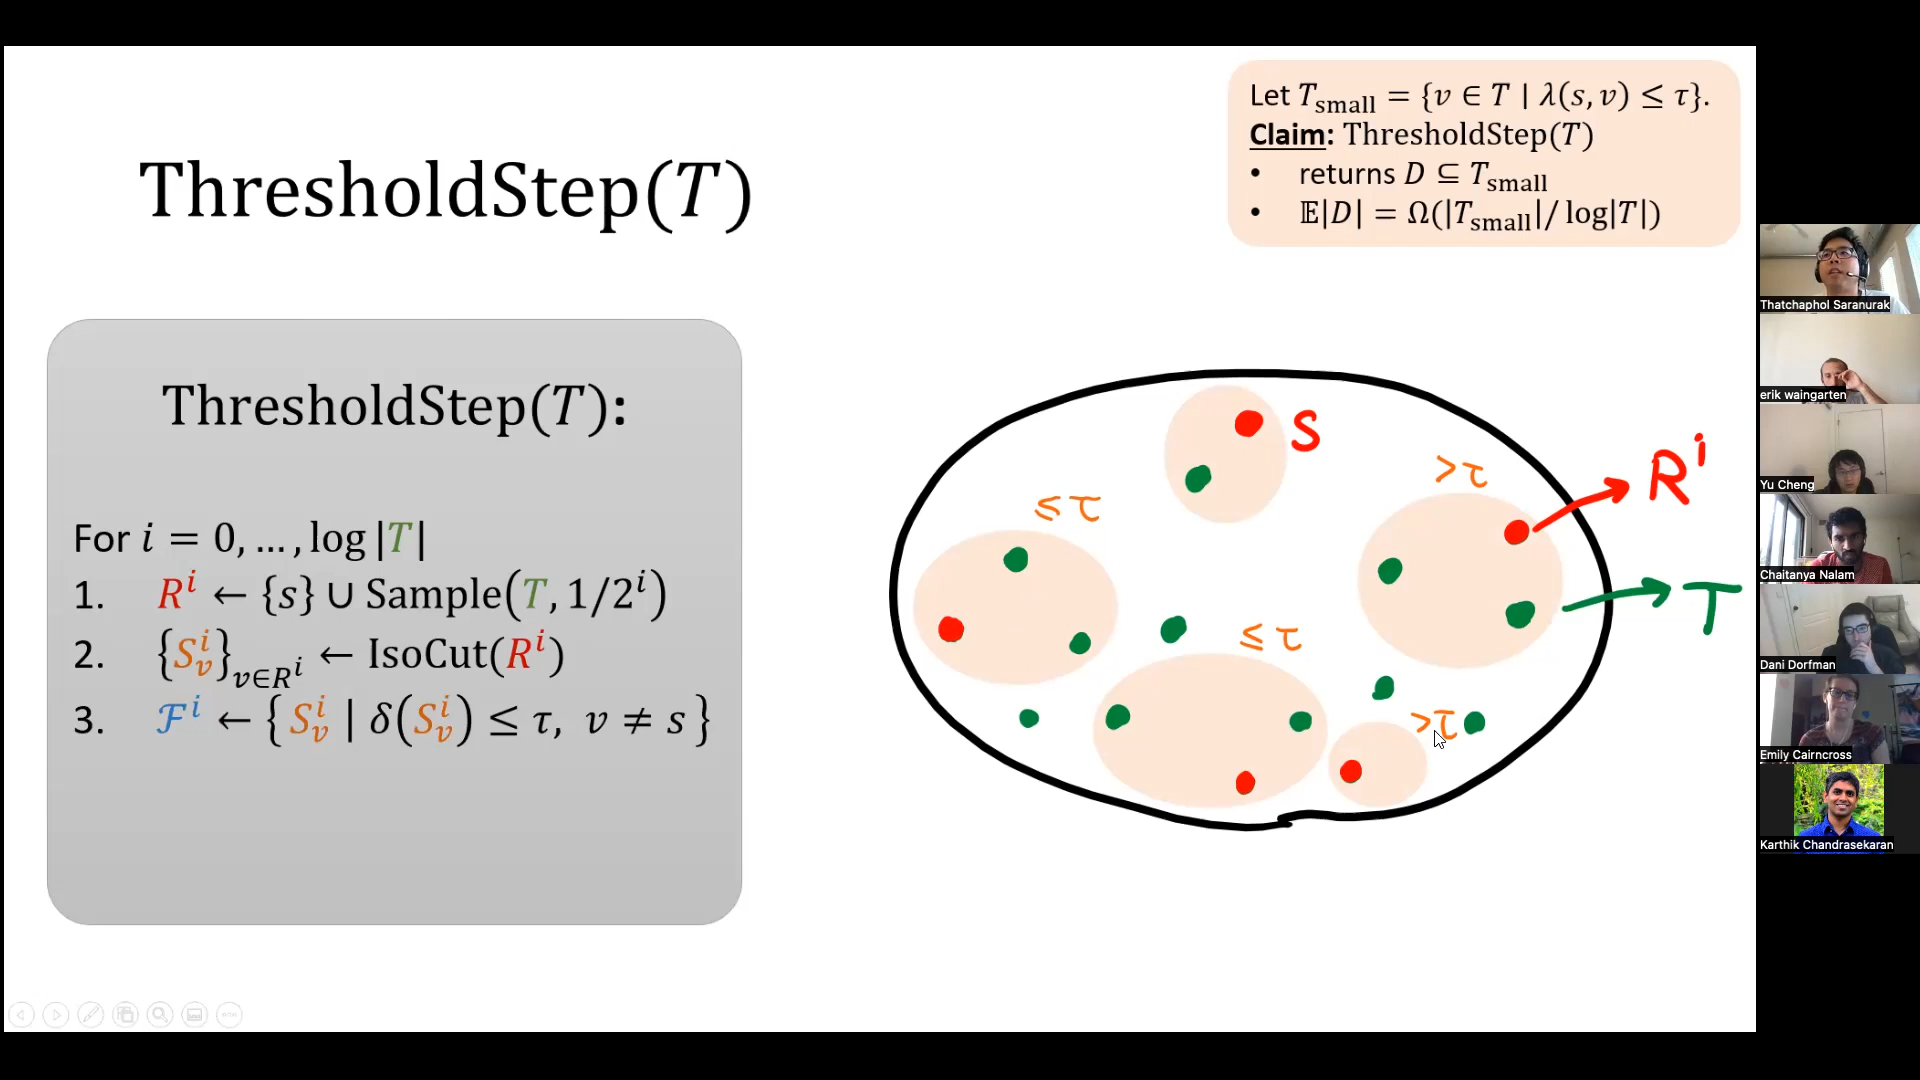 Let T_small = {v ∈ T | λ(s, v) ≤ τ}.
Claim: ThresholdStep(T)
• returns D ⊆ T_small
• 𝔼|D| = Ω(|T_small|/ log|T|)
ThresholdStep(T)
ThresholdStep(T):
For i = 0, … , log |T|
1. R^i ← {s} ∪ Sample(T, 1/2^i)
2. {S_v^i}_{v∈R^i} ← IsoCut(R^i)
3. ℱ^i ← { S_v^i | δ(S_v^i) ≤ τ, v ≠ s }
S
> τ
R^i
≤ τ
≤ τ
T
> τ
Thatchaphol Saranurak
erik waingarten
Yu Cheng
Chaitanya Nalam
Dani Dorfman
Emily Cairncross
Karthik Chandrasekaran